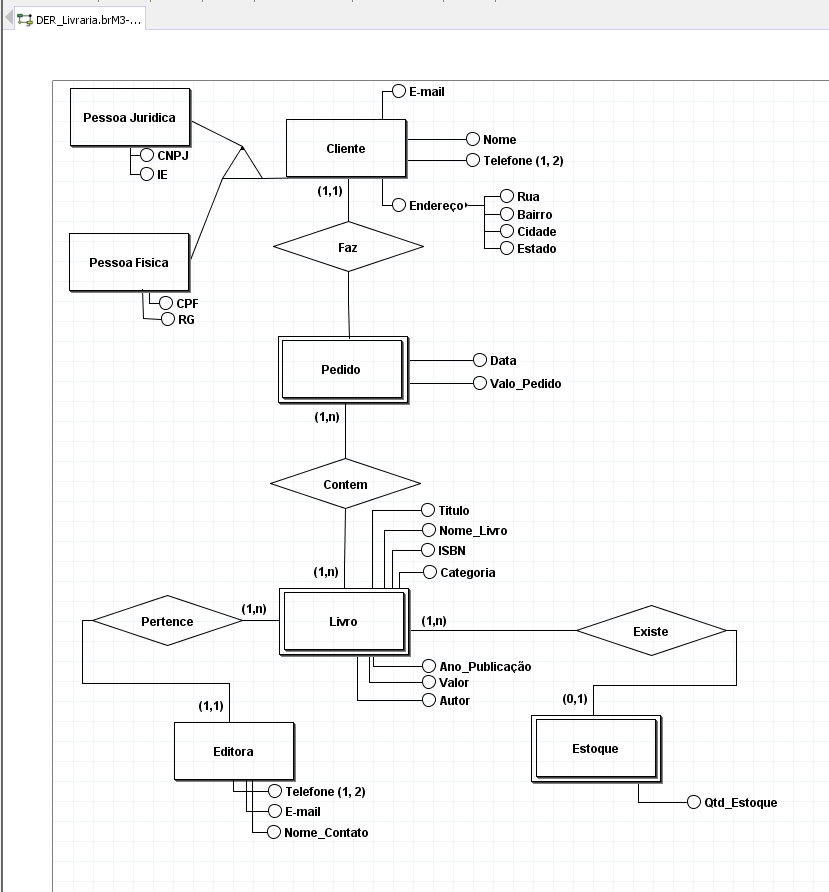 DER_Livraria.brM3-...
E-mail
Pessoa Juridica
Cliente
Nome
CNPJ
Telefone (1, 2)
IE
(1,1)
Endereço
Rua
Bairro
Cidade
Estado
Faz
Pessoa Fisica
CPF
RG
Pedido
Data
Valo_Pedido
(1,n)
Contem
Titulo
Nome_Livro
ISBN
(1,n)
Categoria
Pertence
(1,n)
Livro
(1,n)
Existe
Ano_Publicação
Valor
Autor
(1,1)
(0,1)
Editora
Estoque
Telefone (1, 2)
E-mail
Nome_Contato
Qtd_Estoque